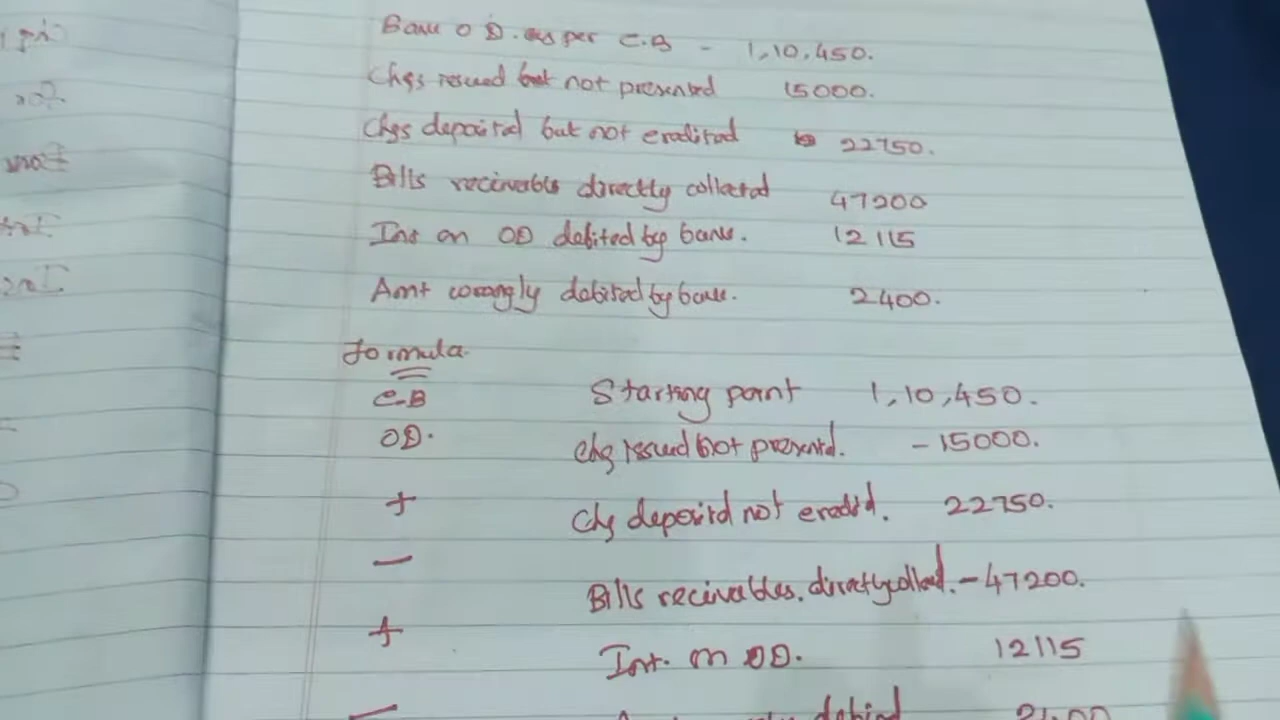 Bank O D. as per C.B - 1,10,450.
Chqs issued but not presented 15000.
Chqs deposited but not credited 22750.
Bills receivables directly collected 47200
Int on OD debited by bank. 12115
Amt wrongly debited by bank. 2400.
Formula
C.B Starting point 1,10,450.
OD. Chq issued not presented. -15000.
+ Chq deposited not credited. 22750.
-
Bills receivables. directly collected. -47200.
+
Int. on OD. 12115
-
2400